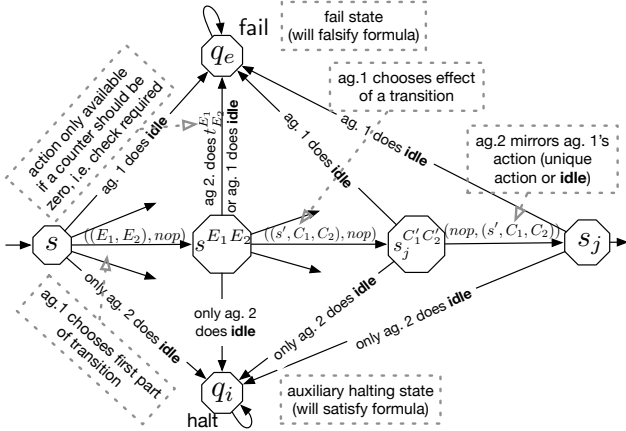 fail
q_e
fail state
(will falsify formula)
action only available
if a counter should be
zero, i.e. check required
ag. 1 does idle
ag 2. does t^{E_1}_{E_2}
or ag. 1 does idle
ag. 1 does idle
ag. 1 does idle
ag.1 chooses effect
of a transition
ag.2 mirrors ag. 1's
action (unique
action or idle)
s
((E_1, E_2), nop)
s^{E_1 E_2}
((s', C_1, C_2), nop)
s_j^{C'_1 C'_2}
(nop, (s', C_1, C_2))
s_j
ag.1 chooses first part
of transition
only ag. 2 does idle
only ag. 2
does idle
only ag. 2 does idle
only ag. 2 does idle
q_i
halt
auxiliary halting state
(will satisfy formula)